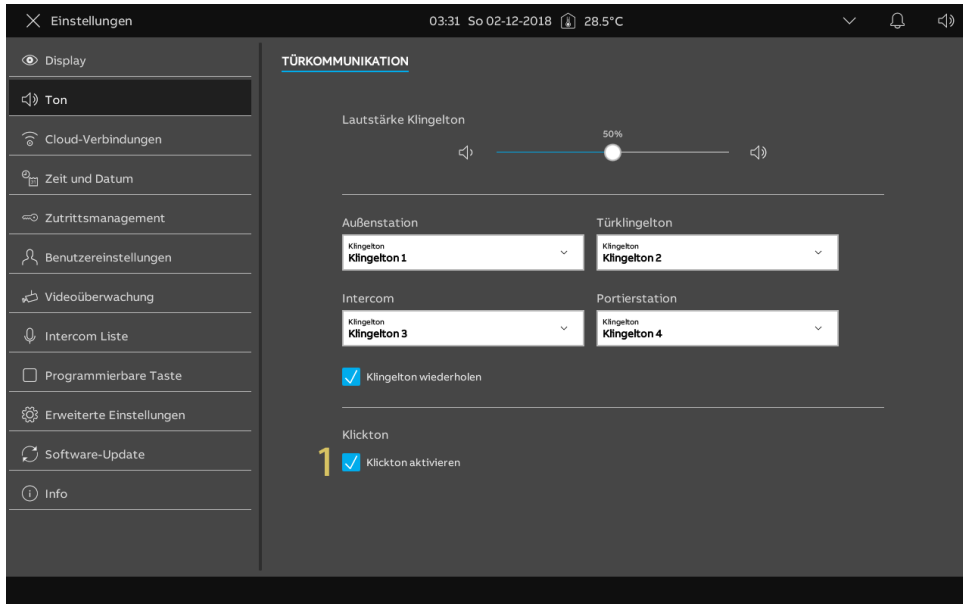 Einstellungen
03:31 So 02-12-2018 28.5°C
Display
Ton
Cloud-Verbindungen
Zeit und Datum
Zutrittsmanagement
Benutzereinstellungen
Videoüberwachung
Intercom Liste
Programmierbare Taste
Erweiterte Einstellungen
Software-Update
Info
TÜRKOMMUNIKATION
Lautstärke Klingelton
50%
Außenstation
Klingelton
Klingelton 1
Türklingelton
Klingelton
Klingelton 2
Intercom
Klingelton
Klingelton 3
Portierstation
Klingelton
Klingelton 4
Klingelton wiederholen
Klickton
1
Klickton aktivieren